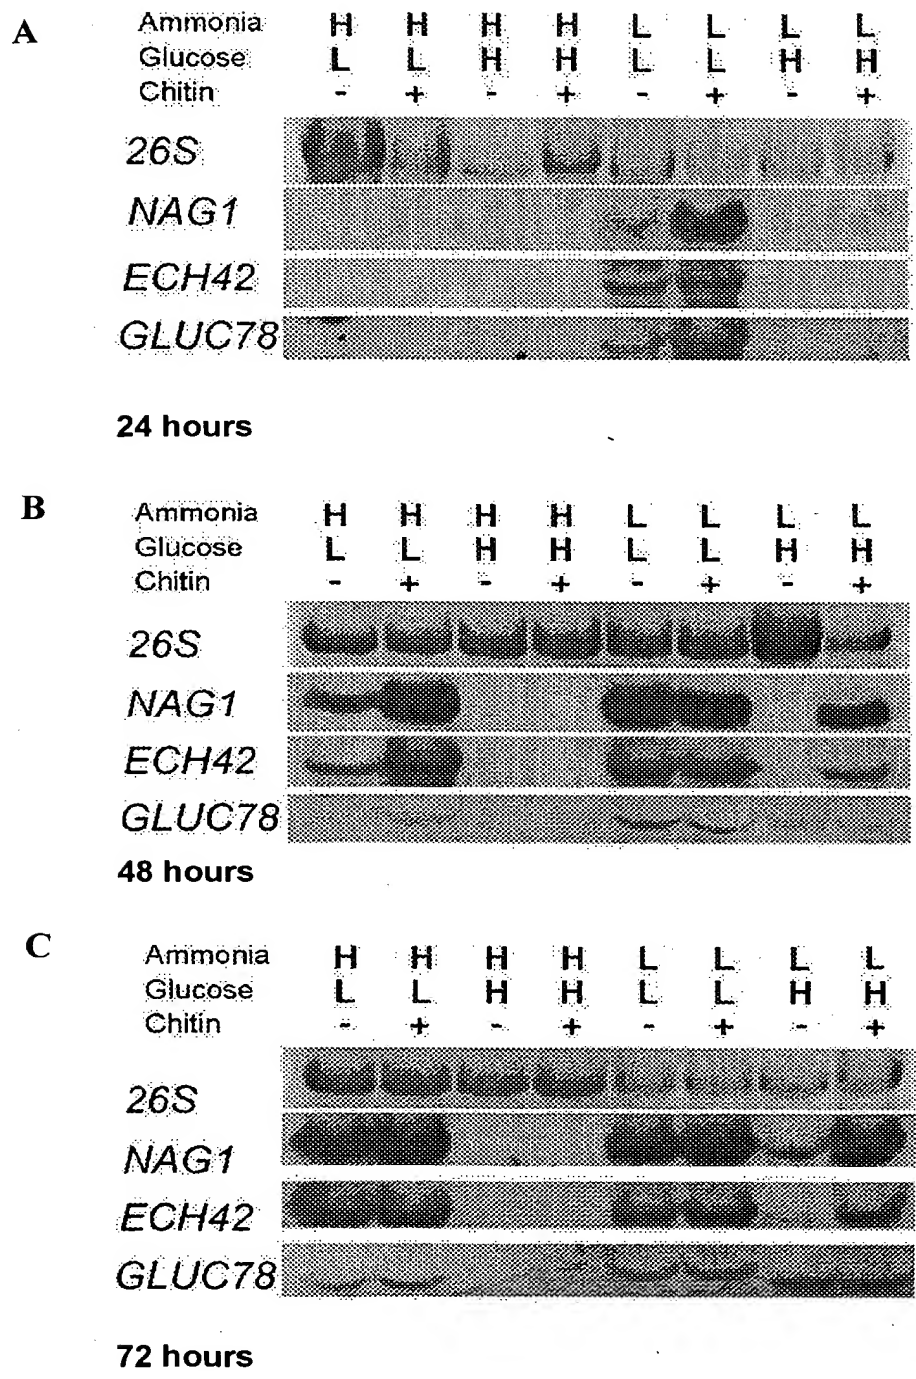 A
Ammonia H H H H L L L L
Glucose L L H H L L H H
Chitin - + - + - + - +
26S
NAG1
ECH42
GLUC78
24 hours
B
Ammonia H H H H L L L L
Glucose L L H H L L H H
Chitin - + - + - + - +
26S
NAG1
ECH42
GLUC78
48 hours
C
Ammonia H H H H L L L L
Glucose L L H H L L H H
Chitin - + - + - + - +
26S
NAG1
ECH42
GLUC78
72 hours